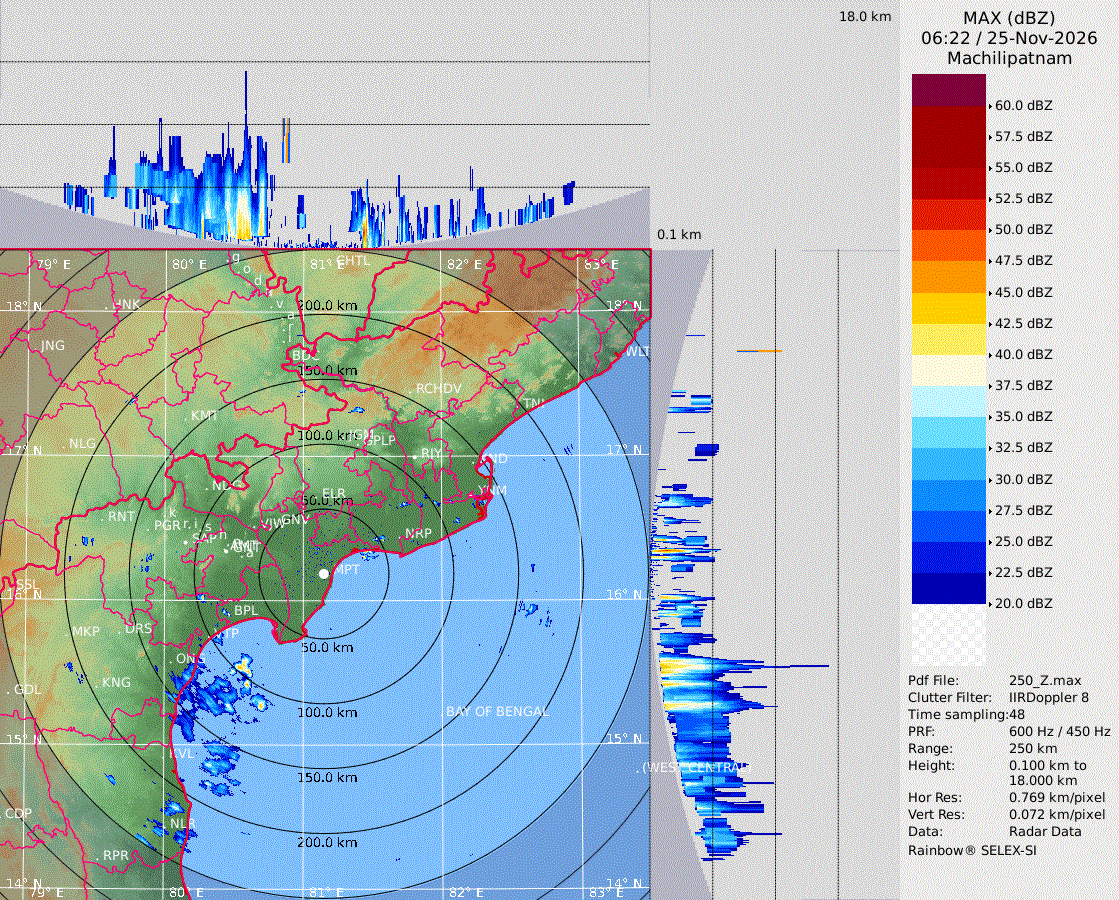 18.0 km
0.1 km
MAX (dBZ)
06:22 / 25-Nov-2026
Machilipatnam
60.0 dBZ
57.5 dBZ
55.0 dBZ
52.5 dBZ
50.0 dBZ
47.5 dBZ
45.0 dBZ
42.5 dBZ
40.0 dBZ
37.5 dBZ
35.0 dBZ
32.5 dBZ
30.0 dBZ
27.5 dBZ
25.0 dBZ
22.5 dBZ
20.0 dBZ
Pdf File: 250_Z.max
Clutter Filter: IIRDoppler 8
Time sampling:48
PRF: 600 Hz / 450 Hz
Range: 250 km
Height: 0.100 km to
18.000 km
Hor Res: 0.769 km/pixel
Vert Res: 0.072 km/pixel
Data: Radar Data
Rainbow® SELEX-SI
79° E 80° E 81° E CHTL 82° E 83° E
18° N HNK 200.0 km 18° N
JNG BDC WLT
150.0 km
RCHDV
KMT TNI
100.0 km GPLP
17° N NLG RJY 17° N
ELR YNM
50.0 km
RNT PGR VJW GNV
NRP
MPT
SSL 16° N 16° N
BPL
MKP DRS
50.0 km
ONG
GDL KNG
100.0 km BAY OF BENGAL
15° N 15° N
KVL
(WEST CENTRAL
150.0 km
CDP
NLR
200.0 km
RPR
14° N 14° N
79° E 80° E 81° E 82° E 83° E